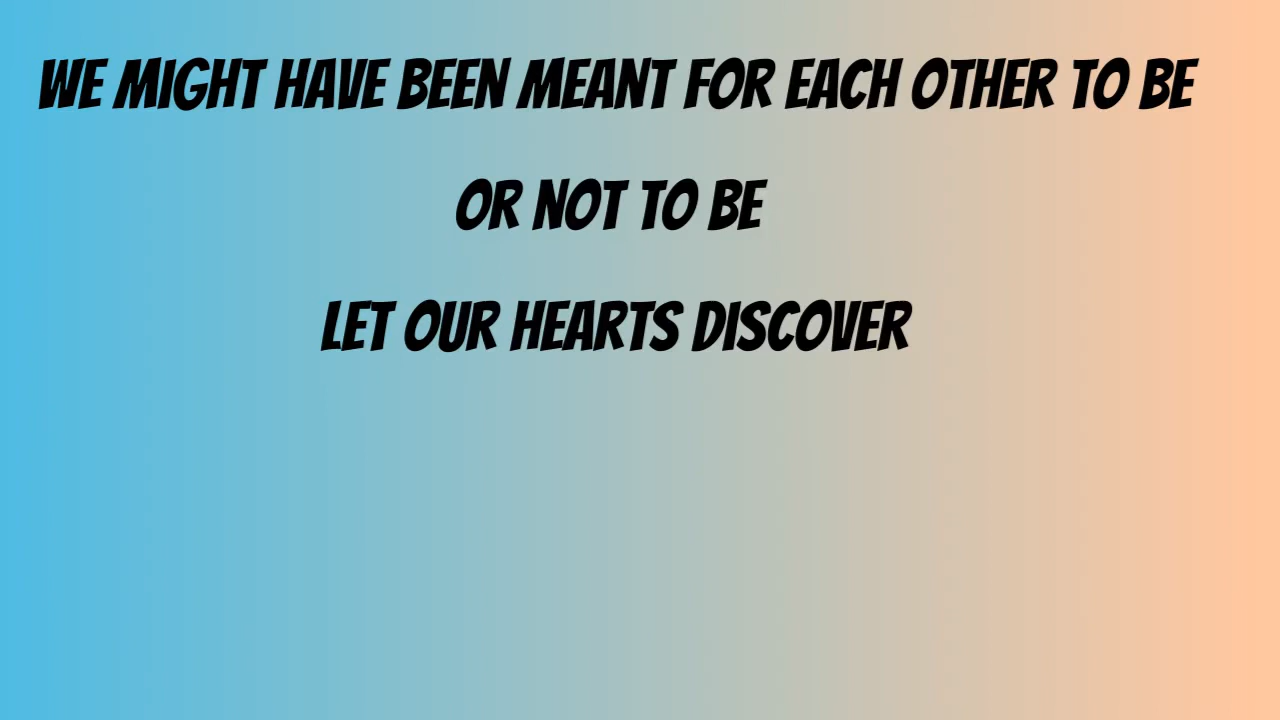 WE MIGHT HAVE BEEN MEANT FOR EACH OTHER TO BE
OR NOT TO BE
LET OUR HEARTS DISCOVER